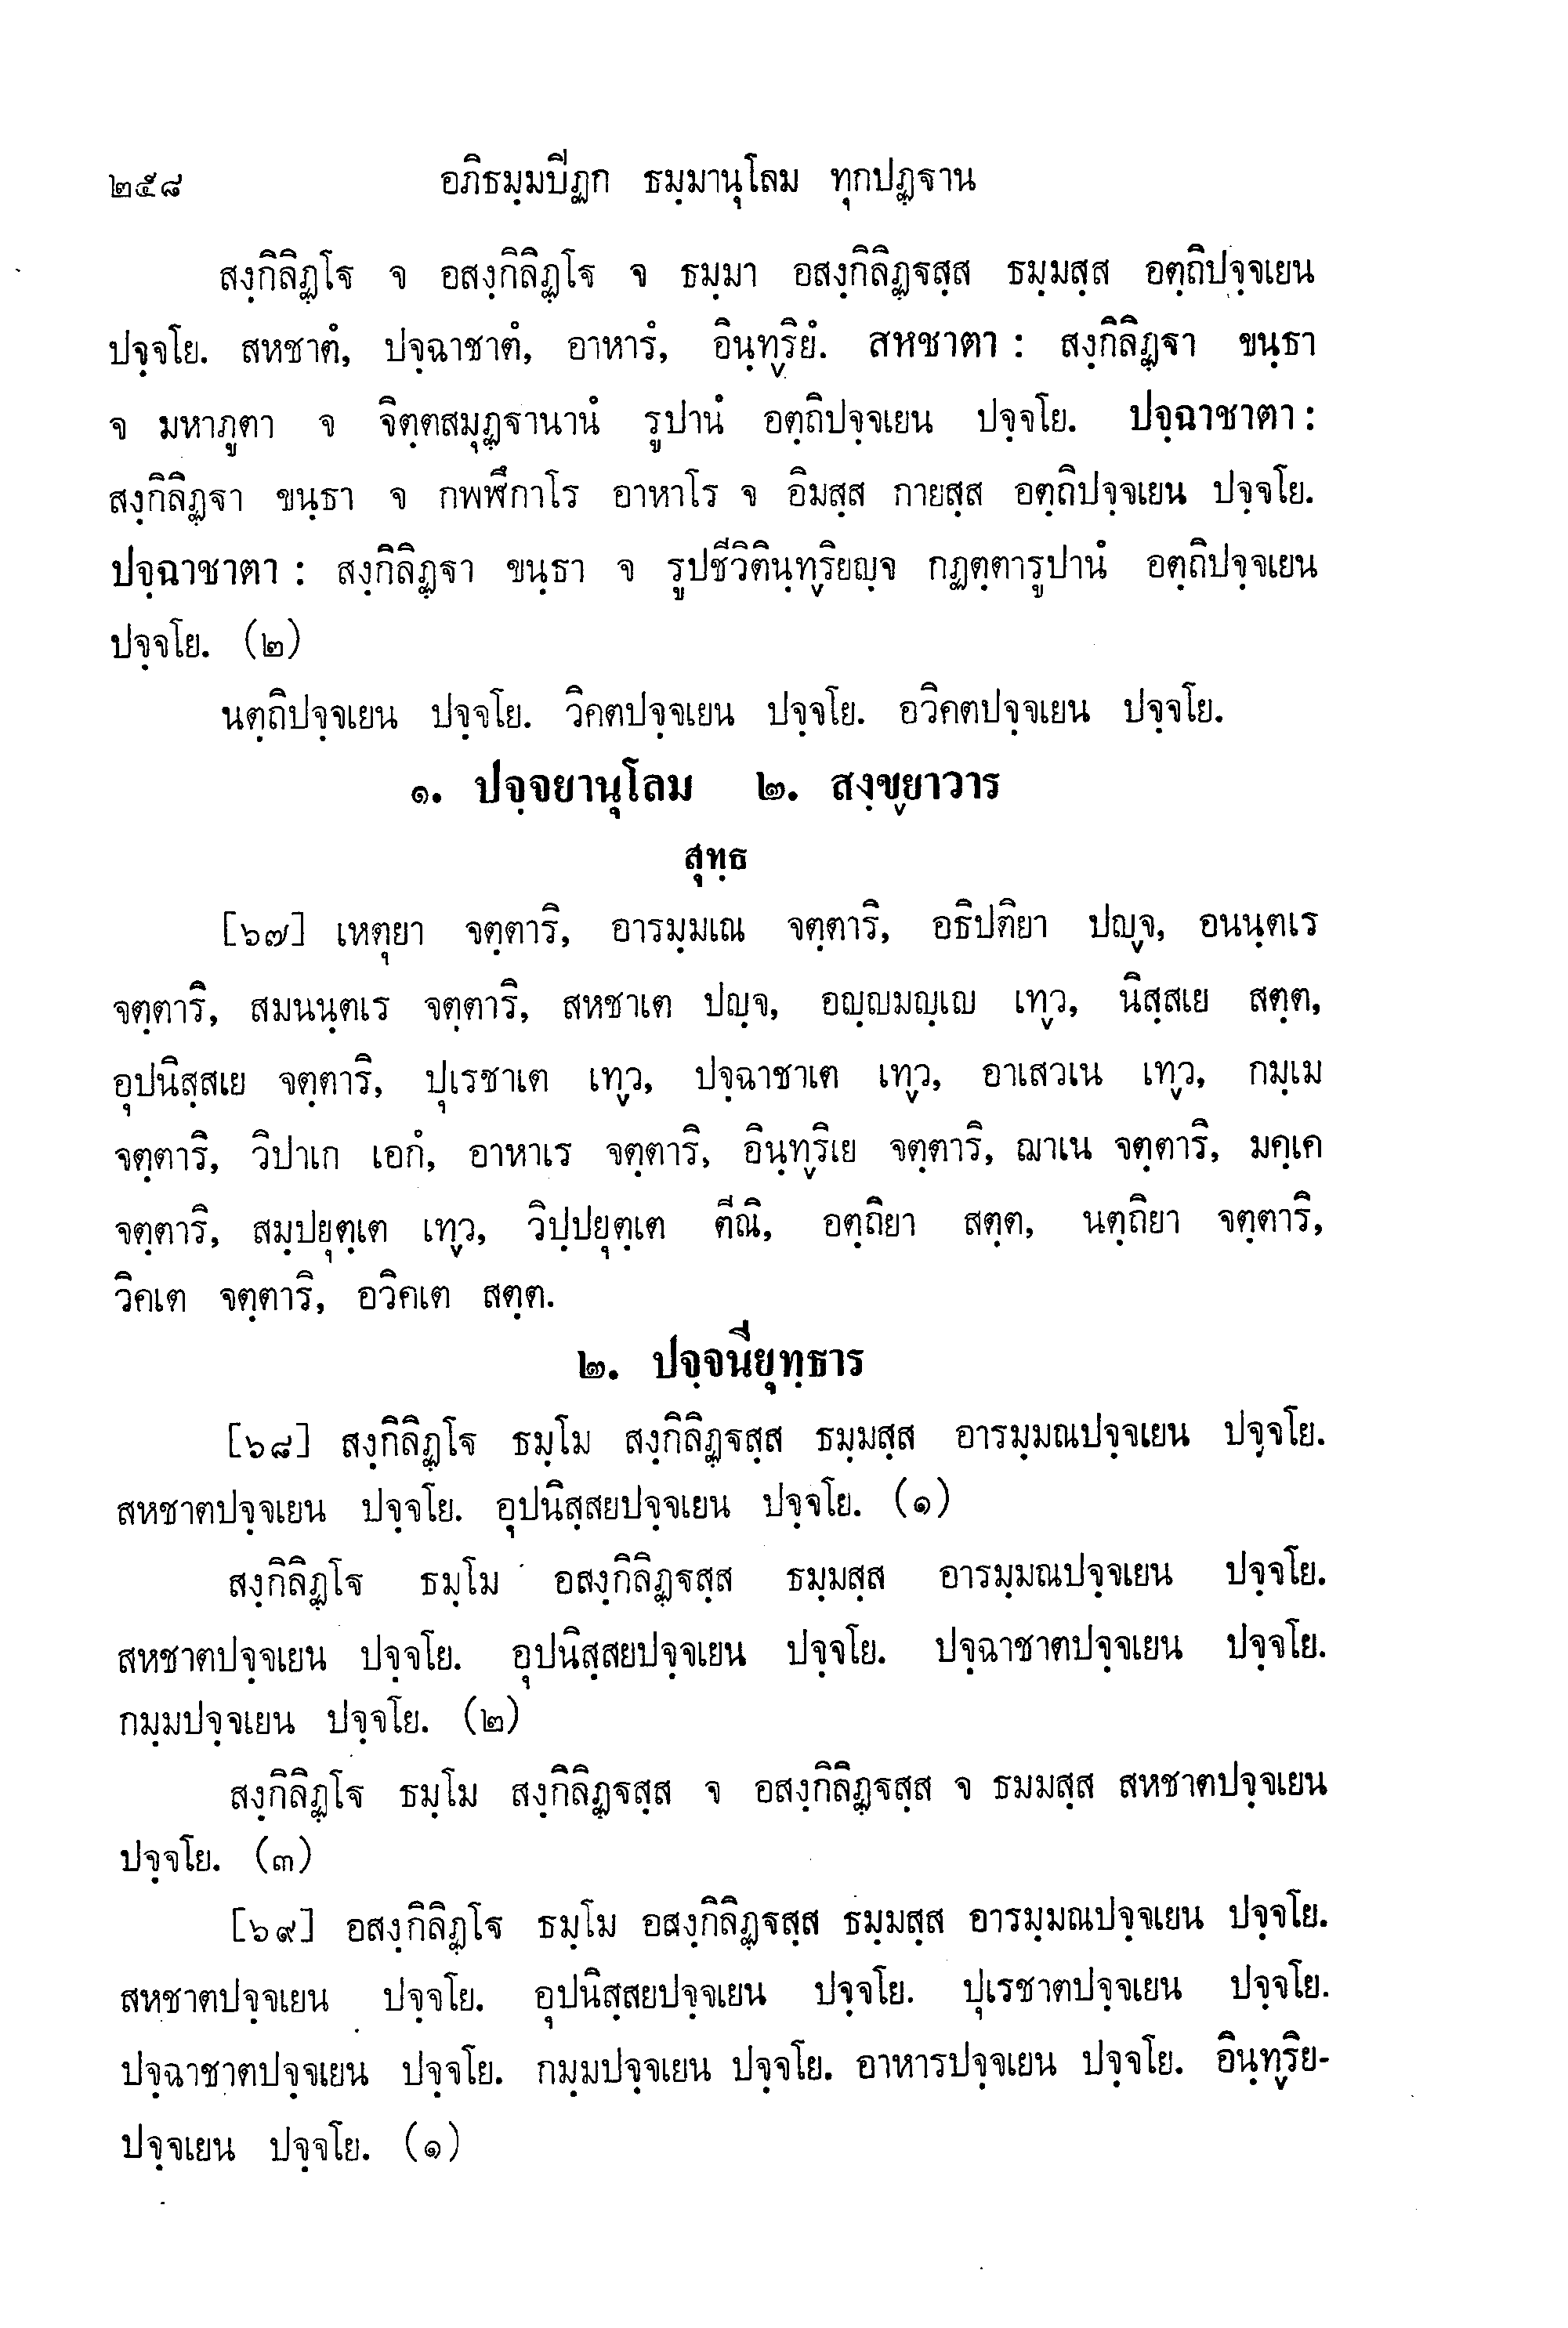 ๒๕๘ อภิธมฺมปีฏก ธมฺมานุโลม ทุกปฏฺฐาน
สงฺกิลิฏฺโฐ จ อสงฺกิลิฏฺโฐ จ ธมฺมา อสงฺกิลิฏฺฐสฺส ธมฺมสฺส อตฺถิปจฺจเยน
ปจฺจโย. สหชาตํ, ปจฺฉาชาตํ, อาหารํ, อินฺทฺริยํ. สหชาตา : สงฺกิลิฏฺฐา ขนฺธา
จ มหาภูตา จ จิตฺตสมุฏฺฐานานํ รูปานํ อตฺถิปจฺจเยน ปจฺจโย. ปจฺฉาชาตา :
สงฺกิลิฏฺฐา ขนฺธา จ กพฬีกาโร อาหาโร จ อิมสฺส กายสฺส อตฺถิปจฺจเยน ปจฺจโย.
ปจฺฉาชาตา : สงฺกิลิฏฺฐา ขนฺธา จ รูปชีวิตินฺทฺริยญฺจ กฏตฺตารูปานํ อตฺถิปจฺจเยน
ปจฺจโย. (๒)
นตฺถิปจฺจเยน ปจฺจโย. วิคตปจฺจเยน ปจฺจโย. อวิคตปจฺจเยน ปจฺจโย.
๑. ปจฺจยานุโลม ๒. สงฺขฺยาวาร
สุทฺธ
[๖๗] เหตุยา จตฺตาริ, อารมฺมเณ จตฺตาริ, อธิปติยา ปญฺจ, อนนฺตเร
จตฺตาริ, สมนนฺตเร จตฺตาริ, สหชาเต ปญฺจ, อญฺญมญฺเญ เทฺว, นิสฺสเย สตฺต,
อุปนิสฺสเย จตฺตาริ, ปุเรชาเต เทฺว, ปจฺฉาชาเต เทฺว, อาเสวเน เทฺว, กมฺเม
จตฺตาริ, วิปาเก เอกํ, อาหาเร จตฺตาริ, อินฺทฺริเย จตฺตาริ, ฌาเน จตฺตาริ, มคฺเค
จตฺตาริ, สมฺปยุตฺเต เทฺว, วิปฺปยุตฺเต ตีณิ, อตฺถิยา สตฺต, นตฺถิยา จตฺตาริ,
วิคเต จตฺตาริ, อวิคเต สตฺต.
๒. ปจฺจนียุทฺธาร
[๖๘] สงฺกิลิฏฺโฐ ธมฺโม สงฺกิลิฏฺฐสฺส ธมฺมสฺส อารมฺมณปจฺจเยน ปจฺจโย.
สหชาตปจฺจเยน ปจฺจโย. อุปนิสฺสยปจฺจเยน ปจฺจโย. (๑)
สงฺกิลิฏฺโฐ ธมฺโม อสงฺกิลิฏฺฐสฺส ธมฺมสฺส อารมฺมณปจฺจเยน ปจฺจโย.
สหชาตปจฺจเยน ปจฺจโย. อุปนิสฺสยปจฺจเยน ปจฺจโย. ปจฺฉาชาตปจฺจเยน ปจฺจโย.
กมฺมปจฺจเยน ปจฺจโย. (๒)
สงฺกิลิฏฺโฐ ธมฺโม สงฺกิลิฏฺฐสฺส จ อสงฺกิลิฏฺฐสฺส จ ธมมสฺส สหชาตปจฺจเยน
ปจฺจโย. (๓)
[๖๙] อสงฺกิลิฏฺโฐ ธมฺโม อสงฺกิลิฏฺฐสฺส ธมฺมสฺส อารมฺมณปจฺจเยน ปจฺจโย.
สหชาตปจฺจเยน ปจฺจโย. อุปนิสฺสยปจฺจเยน ปจฺจโย. ปุเรชาตปจฺจเยน ปจฺจโย.
ปจฺฉาชาตปจฺจเยน ปจฺจโย. กมฺมปจฺจเยน ปจฺจโย. อาหารปจฺจเยน ปจฺจโย. อินฺทฺริย-
ปจฺจเยน ปจฺจโย. (๑)